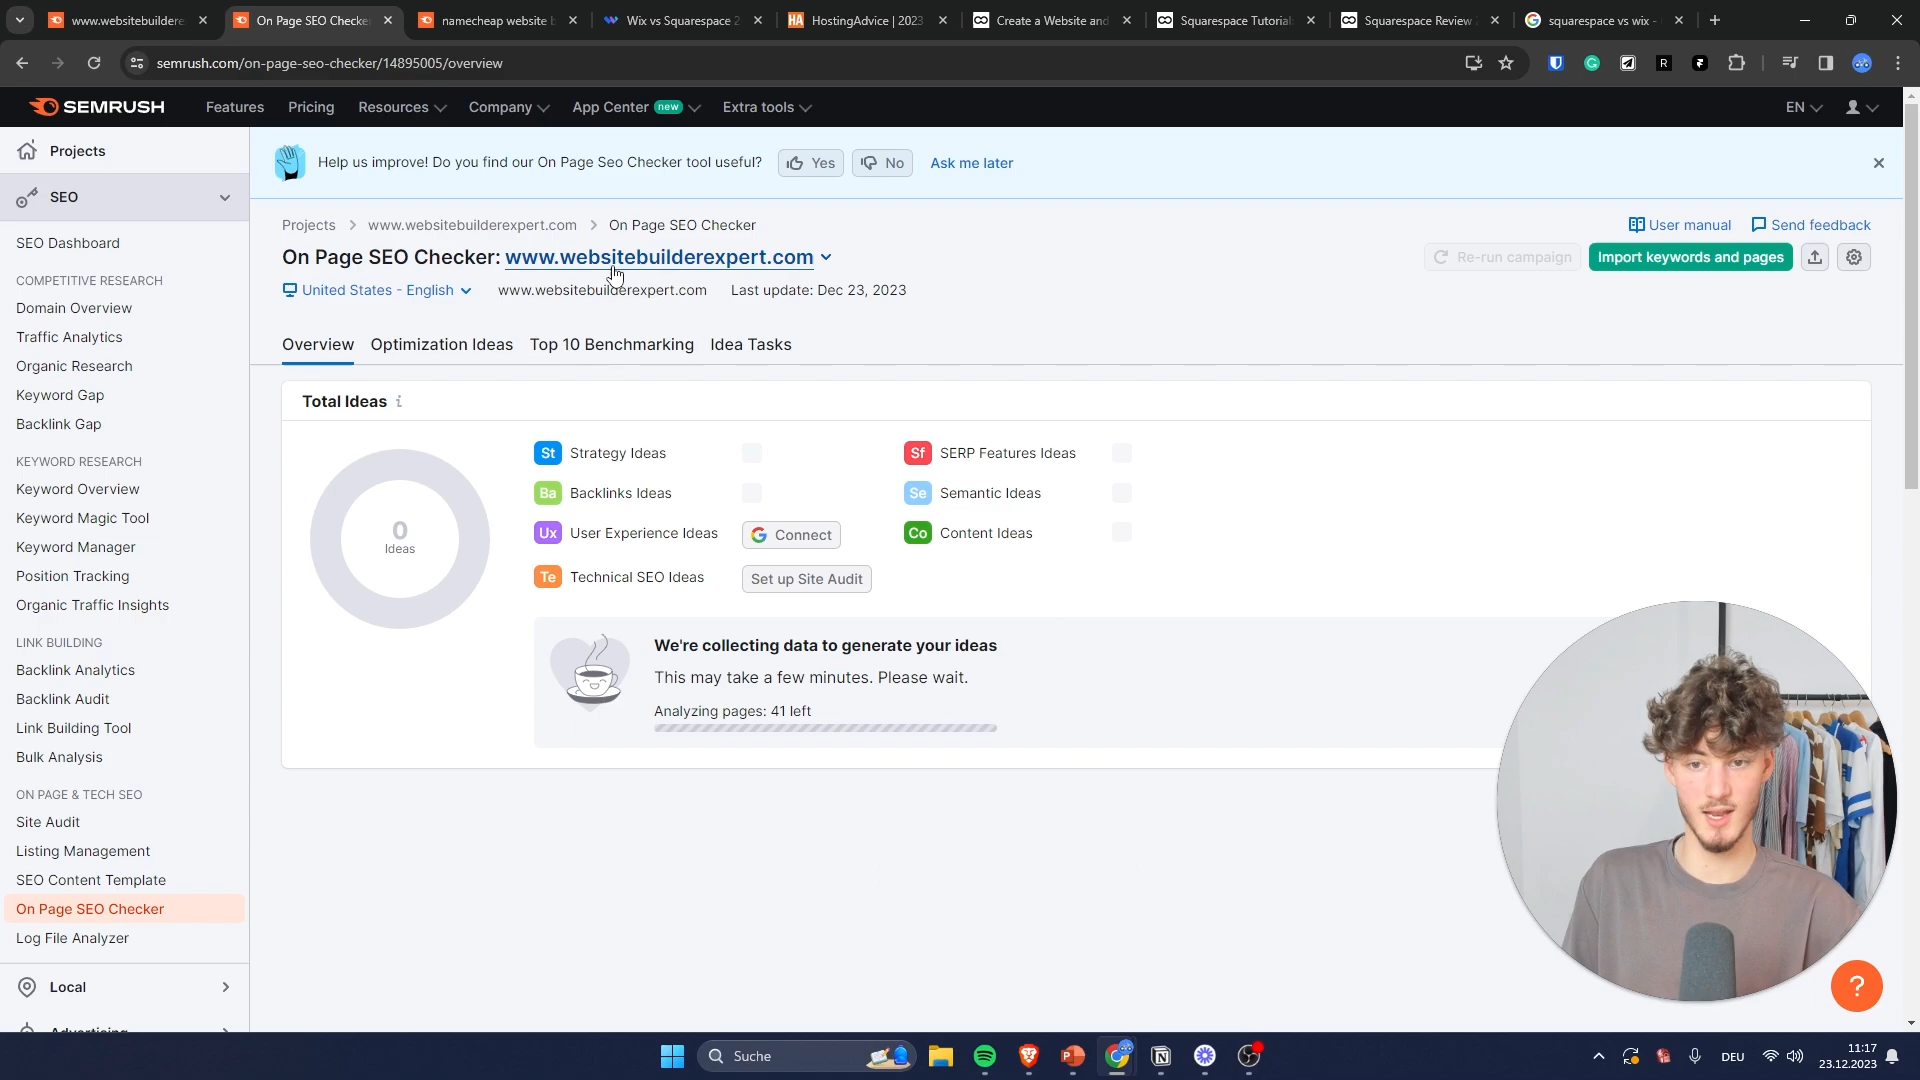 www.websitebuildere
On Page SEO Checke
namecheap website b
Wix vs Squarespace 2
HostingAdvice | 2023
Create a Website and
Squarespace Tutorial
Squarespace Review
squarespace vs wix -
semrush.com/on-page-seo-checker/14895005/overview
SEMRUSH
Features
Pricing
Resources
Company
App Center new
Extra tools
EN
Projects
SEO
SEO Dashboard
COMPETITIVE RESEARCH
Domain Overview
Traffic Analytics
Organic Research
Keyword Gap
Backlink Gap
KEYWORD RESEARCH
Keyword Overview
Keyword Magic Tool
Keyword Manager
Position Tracking
Organic Traffic Insights
LINK BUILDING
Backlink Analytics
Backlink Audit
Link Building Tool
Bulk Analysis
ON PAGE & TECH SEO
Site Audit
Listing Management
SEO Content Template
On Page SEO Checker
Log File Analyzer
Local
Help us improve! Do you find our On Page Seo Checker tool useful?
Yes
No
Ask me later
Projects > www.websitebuilderexpert.com > On Page SEO Checker
User manual
Send feedback
On Page SEO Checker: www.websitebuilderexpert.com
Re-run campaign
Import keywords and pages
United States - English
www.websitebuilderexpert.com
Last update: Dec 23, 2023
Overview
Optimization Ideas
Top 10 Benchmarking
Idea Tasks
Total Ideas i
0
Ideas
St Strategy Ideas
Ba Backlinks Ideas
Ux User Experience Ideas
Connect
Te Technical SEO Ideas
Set up Site Audit
Sf SERP Features Ideas
Se Semantic Ideas
Co Content Ideas
We're collecting data to generate your ideas
This may take a few minutes. Please wait.
Analyzing pages: 41 left
?
Suche
DEU
11:17
23.12.2023